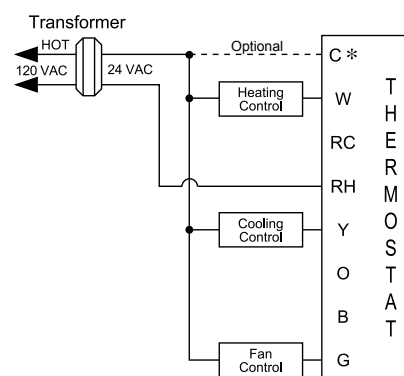 Transformer
HOT
120 VAC
24 VAC
Optional
C*
Heating
Control
W
RC
RH
Cooling
Control
Y
O
B
Fan
Control
G
THERMOSTAT